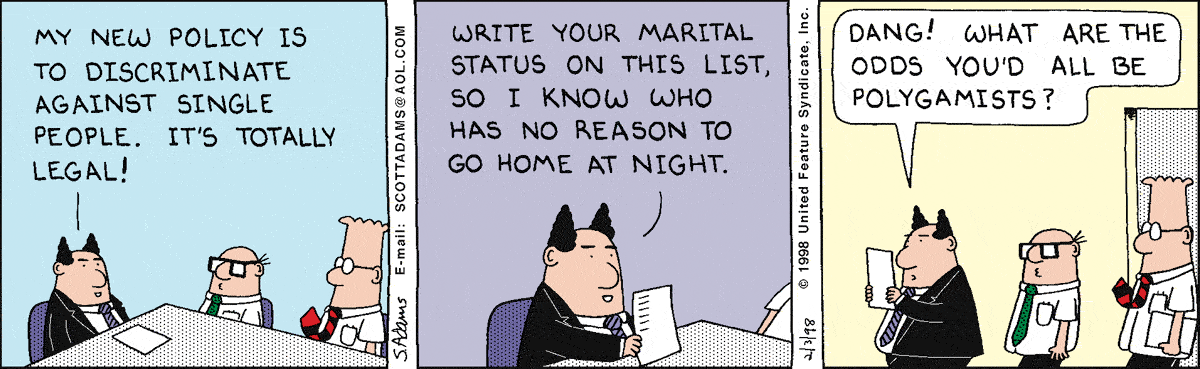 MY NEW POLICY IS
TO DISCRIMINATE
AGAINST SINGLE
PEOPLE. IT'S TOTALLY
LEGAL!
S.Adams E-mail: SCOTTADAMS@AOL.COM
WRITE YOUR MARITAL
STATUS ON THIS LIST,
SO I KNOW WHO
HAS NO REASON TO
GO HOME AT NIGHT.
2/3/98 © 1998 United Feature Syndicate, Inc.
DANG! WHAT ARE THE
ODDS YOU'D ALL BE
POLYGAMISTS?